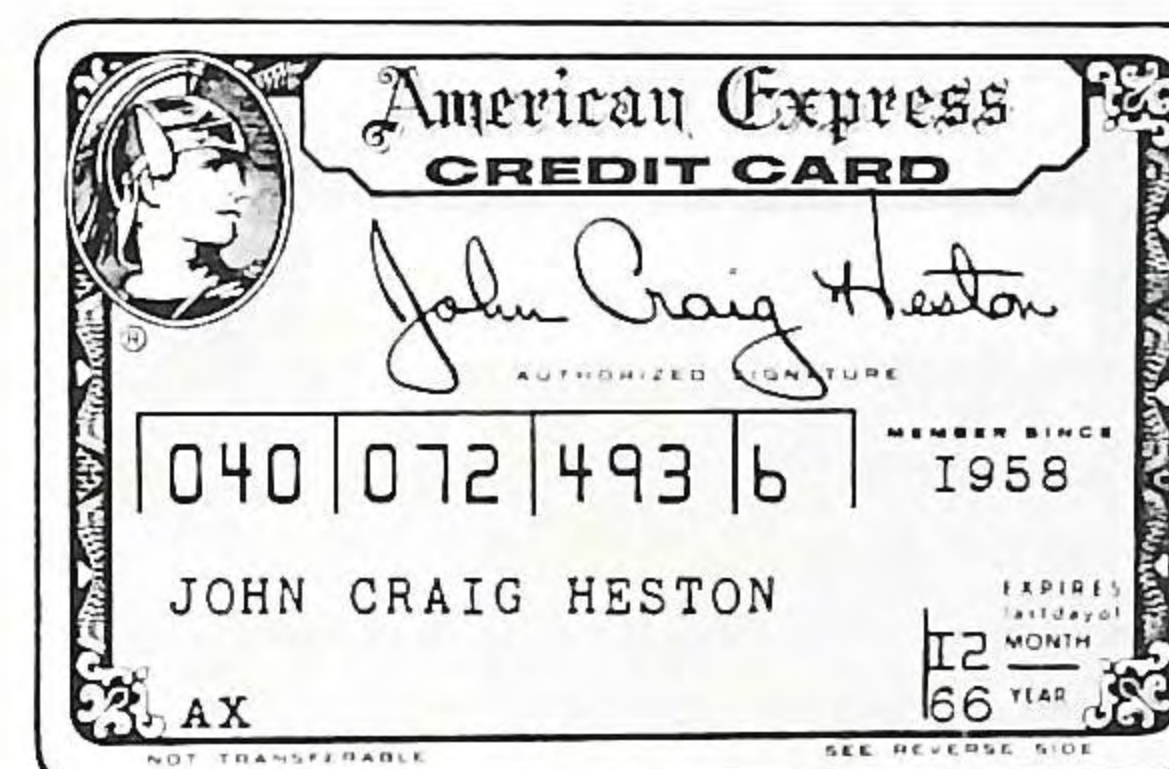 American Express
CREDIT CARD
John Craig Heston
AUTHORIZED SIGNATURE
040 072 493 6
MEMBER SINCE
1958
JOHN CRAIG HESTON
EXPIRES
last day of
12 MONTH
66 YEAR
AX
NOT TRANSFERABLE
SEE REVERSE SIDE
®